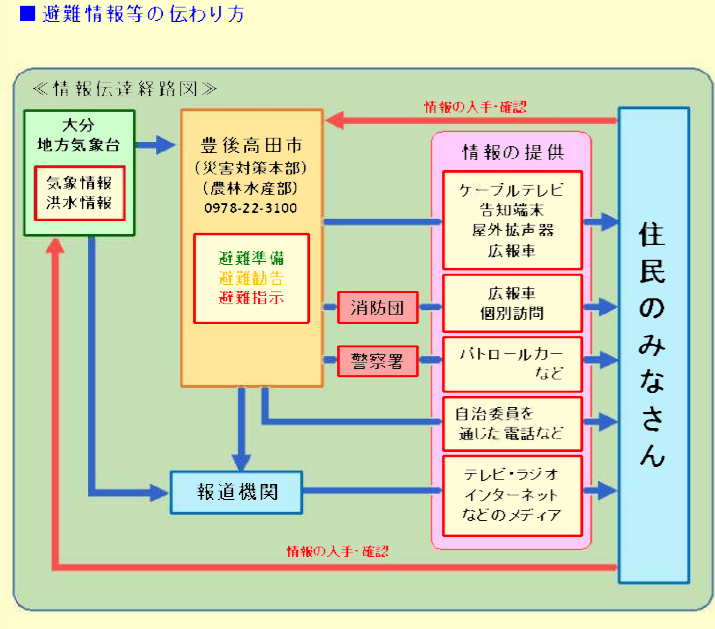 ■避難情報等の伝わり方
≪情報伝達経路図≫
大分
地方気象台
気象情報
洪水情報
豊後高田市
(災害対策本部)
(農林水産部)
0978-22-3100
避難準備
避難勧告
避難指示
情報の入手・確認
情報の提供
ケーブルテレビ
告知端末
屋外拡声器
広報車
消防団
広報車
個別訪問
警察署
パトロールカー
など
自治委員を
通じた電話など
報道機関
テレビ・ラジオ
インターネット
などのメディア
住民のみなさん
情報の入手・確認